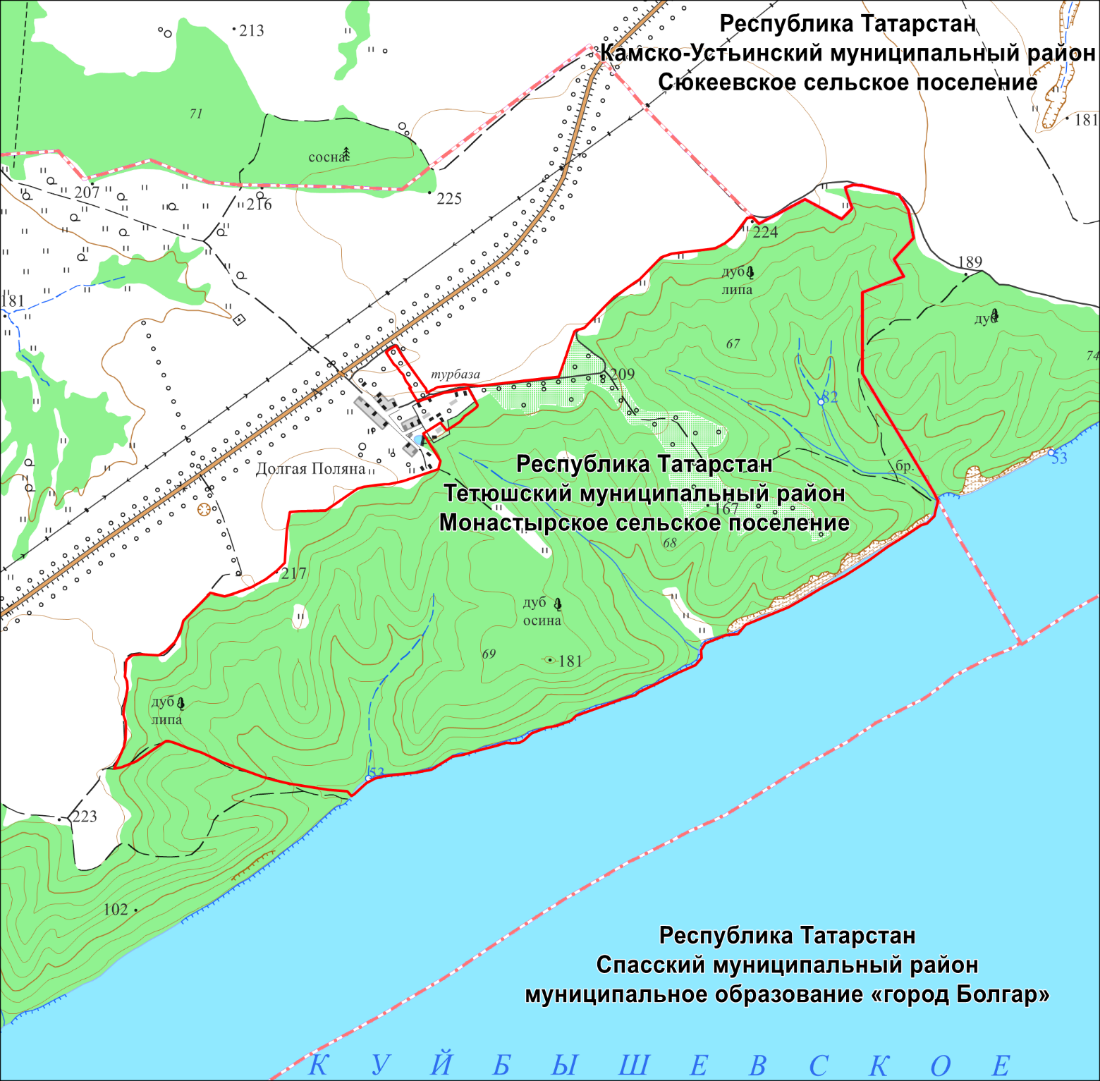 Республика Татарстан
Камско-Устьинский муниципальный район
Сюкеевское сельское поселение
213
71
181
сосна
207
216
225
224
189
дуб
липа
дуб
181
67
74
турбаза
209
82
53
бр.
Долгая Поляна
Республика Татарстан
Тетюшский муниципальный район
Монастырское сельское поселение
167
68
217
дуб
осина
69
181
дуб
липа
53
223
102
Республика Татарстан
Спасский муниципальный район
муниципальное образование «город Болгар»
КУЙБЫШЕВСКОЕ